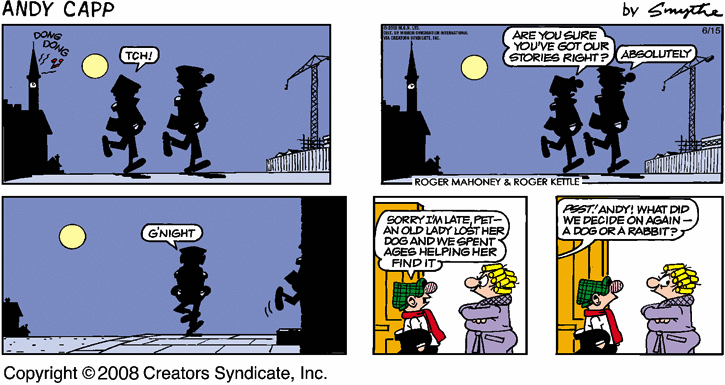 ANDY CAPP
by Smythe
DONG
DONG
TCH!
© 2008 M.G.N. LTD.
DIST. BY MIRROR SYNDICATION INTERNATIONAL
VIA CREATORS SYNDICATE, INC.
6/15
ARE YOU SURE
YOU'VE GOT OUR
STORIES RIGHT?
ABSOLUTELY
ROGER MAHONEY & ROGER KETTLE
G'NIGHT
SORRY I'M LATE, PET—
AN OLD LADY LOST HER
DOG AND WE SPENT
AGES HELPING HER
FIND IT
PSST! ANDY! WHAT DID
WE DECIDE ON AGAIN —
A DOG OR A RABBIT?
Copyright © 2008 Creators Syndicate, Inc.